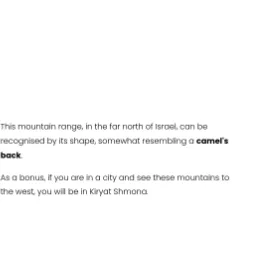 This mountain range, in the far north of Israel, can be
recognised by its shape, somewhat resembling a camel's
back.
As a bonus, if you are in a city and see these mountains to
the west, you will be in Kiryat Shmona.